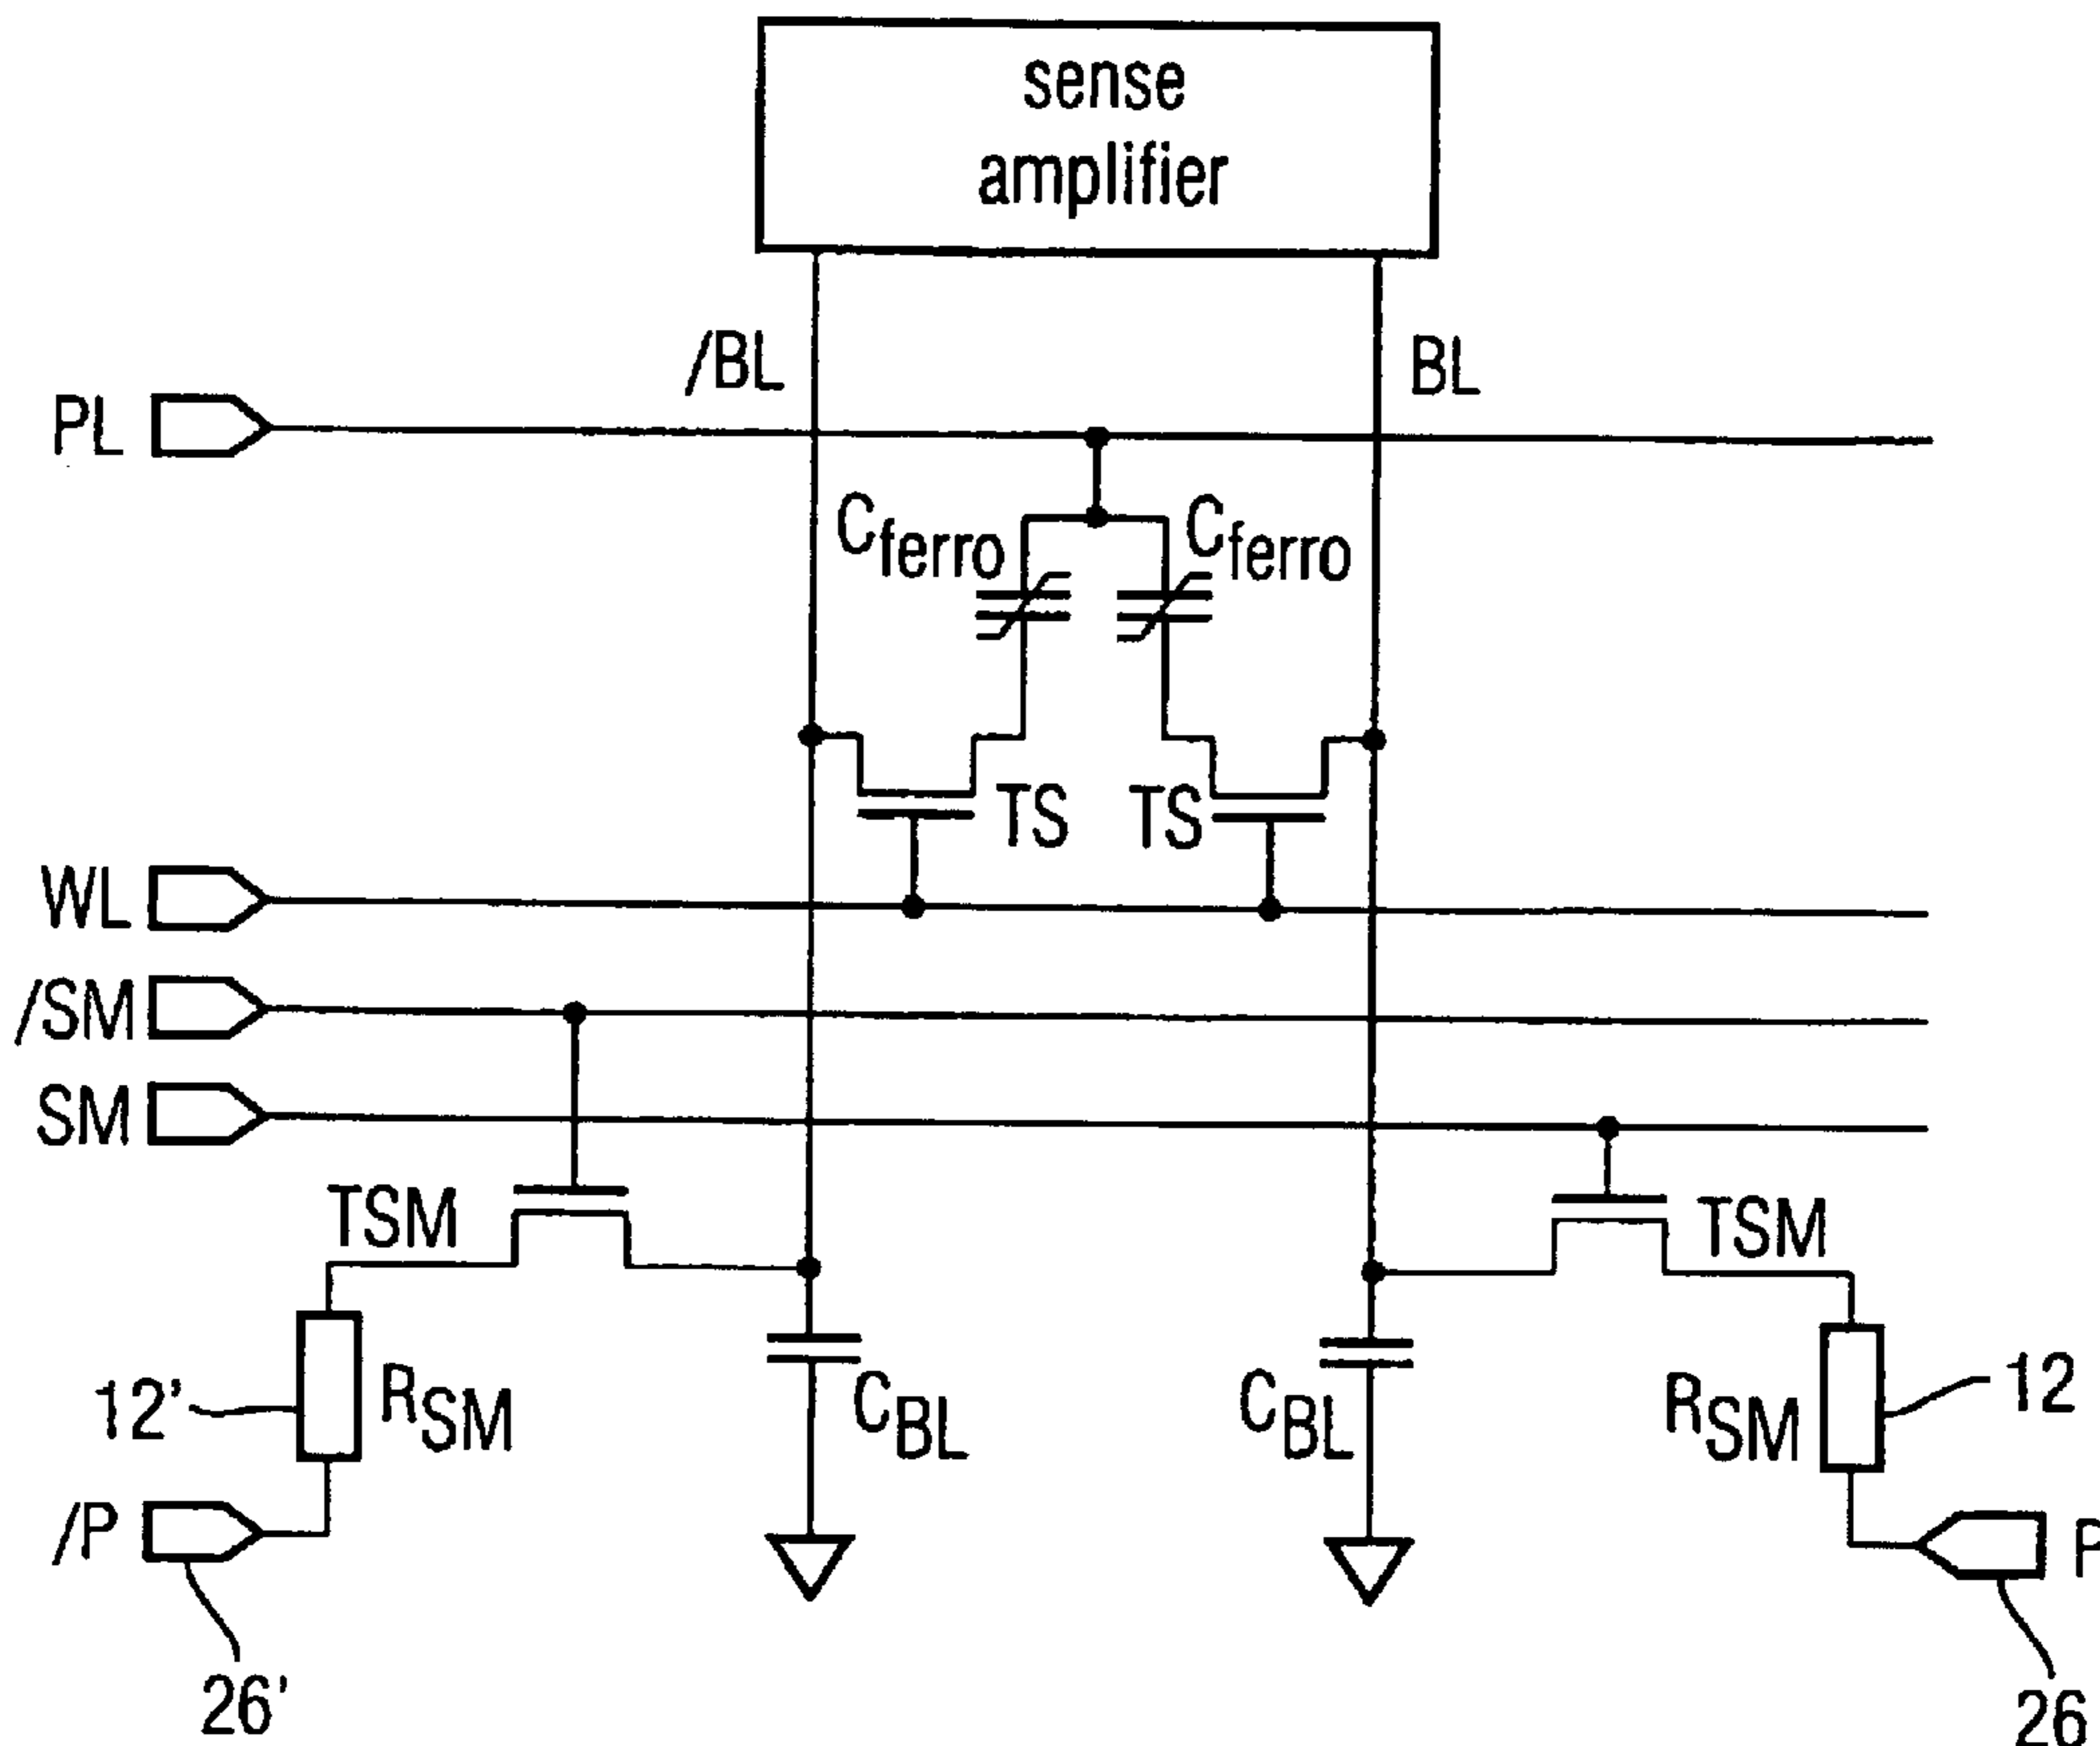 sense
amplifier
/BL
BL
PL
Cferro
Cferro
TS
TS
WL
/SM
SM
TSM
TSM
12'
RSM
CBL
CBL
RSM
12
/P
P
26'
26